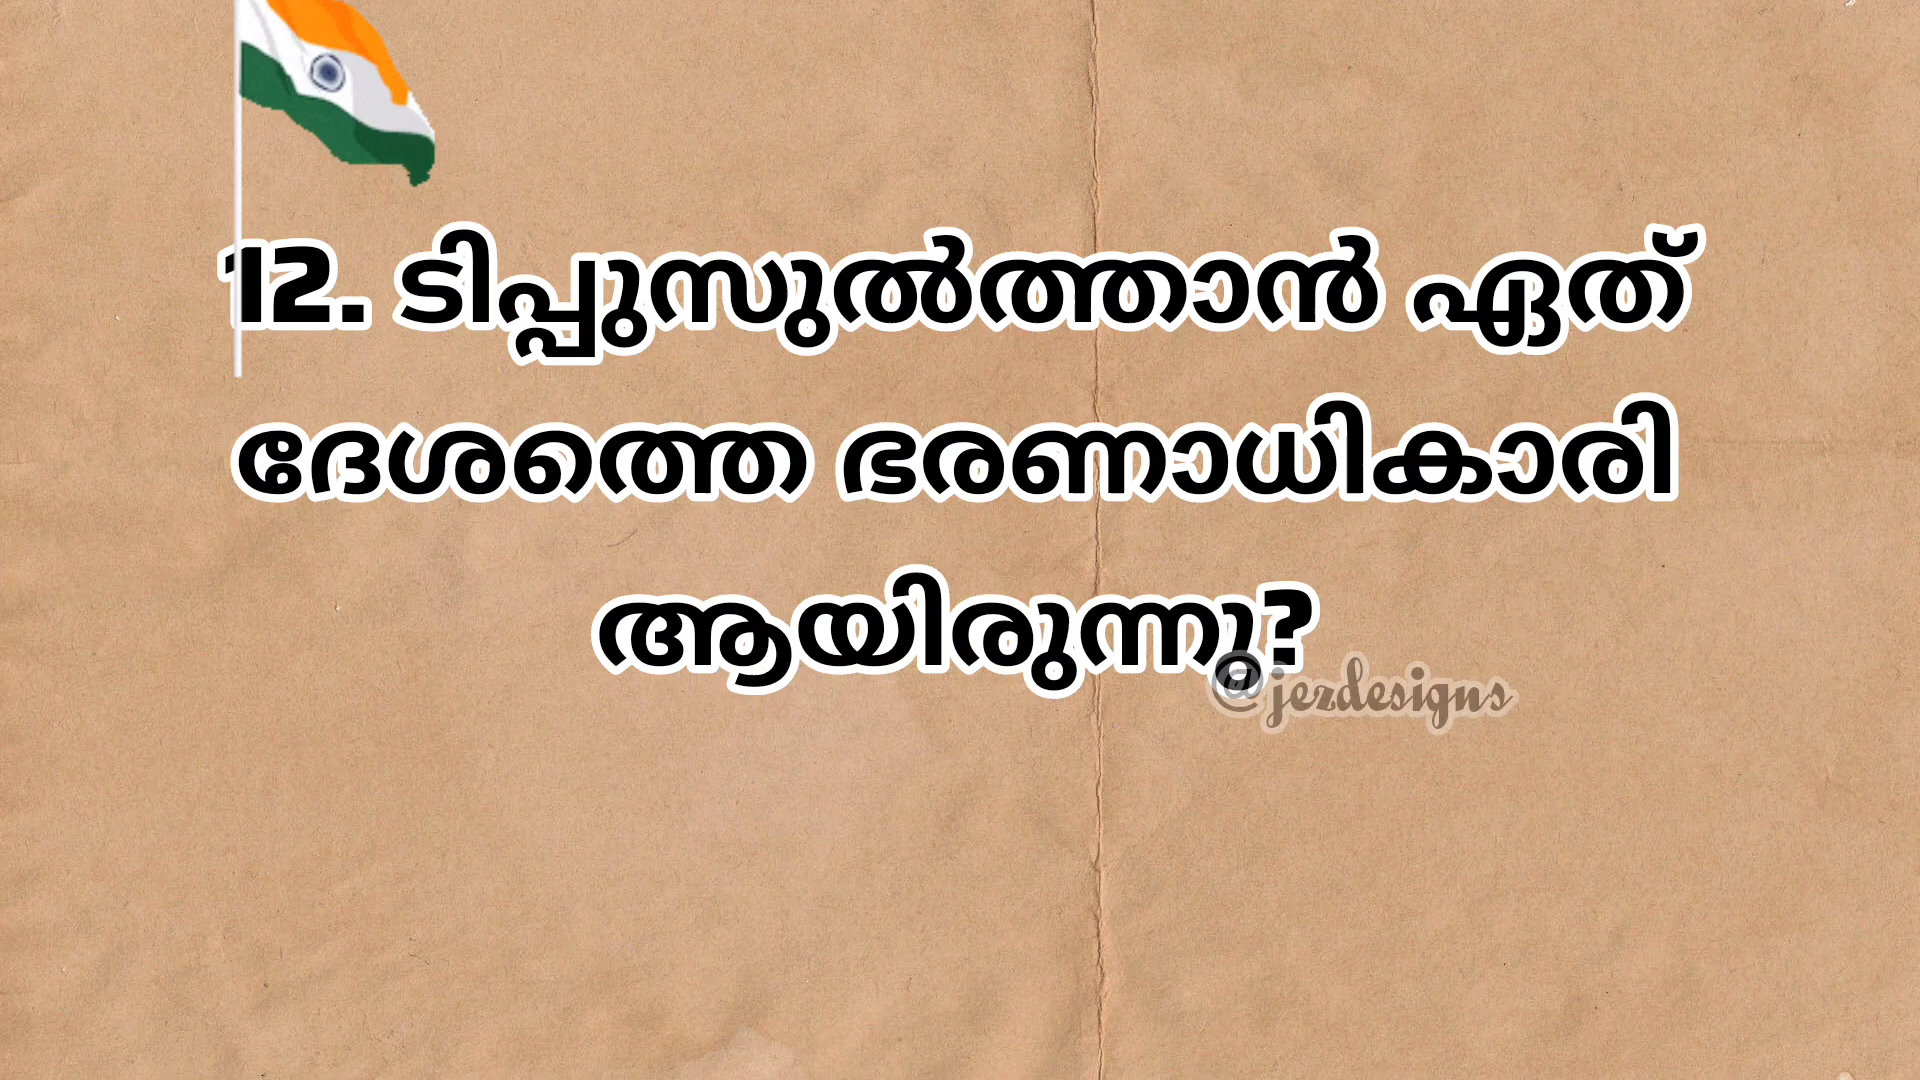 12. ടിപ്പുസുൽത്താൻ ഏത്
ദേശത്തെ ഭരണാധികാരി
ആയിരുന്നു?
@jezdesigns